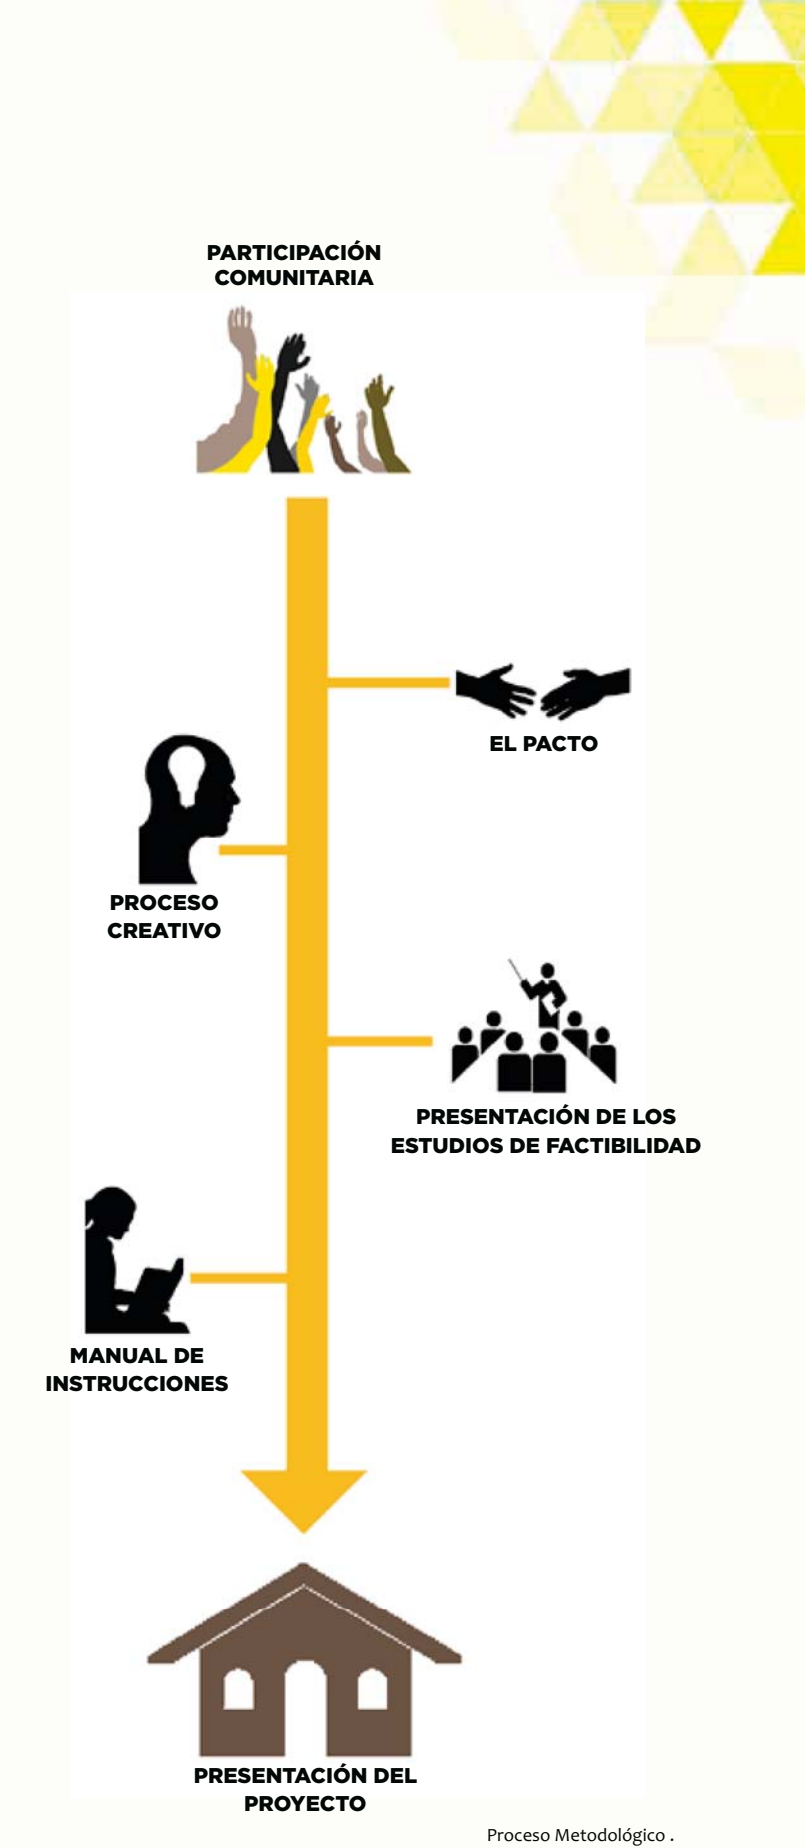 PARTICIPACIÓN
COMUNITARIA
EL PACTO
PROCESO
CREATIVO
PRESENTACIÓN DE LOS
ESTUDIOS DE FACTIBILIDAD
MANUAL DE
INSTRUCCIONES
PRESENTACIÓN DEL
PROYECTO
Proceso Metodológico .